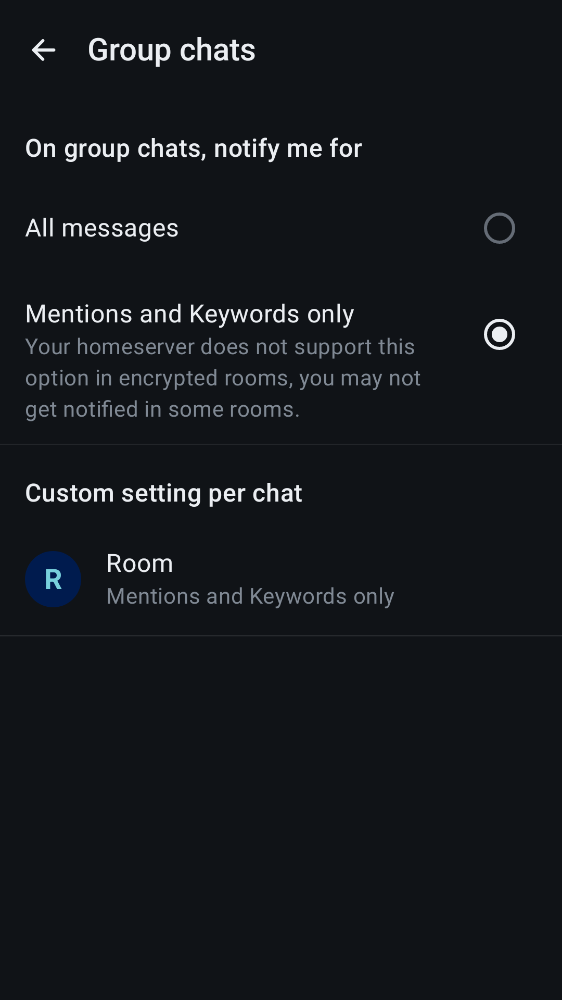 Group chats
On group chats, notify me for
All messages
Mentions and Keywords only
Your homeserver does not support this
option in encrypted rooms, you may not
get notified in some rooms.
Custom setting per chat
R
Room
Mentions and Keywords only